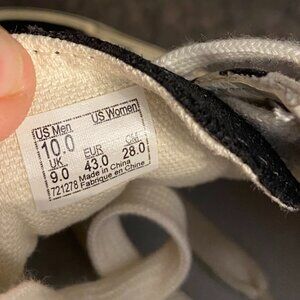 US Men US Women
10.0
UK EUR CM
9.0 43.0 28.0
721278 Made in China
Fabrique en Chine